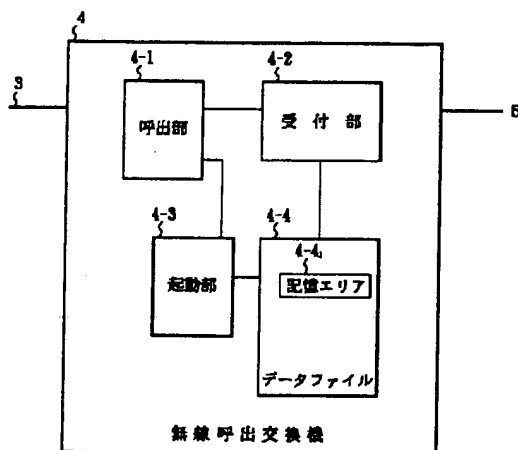 4
3
4-1
呼出部
4-2
受付部
5
4-3
起動部
4-4
4-4₁
記憶エリア
データファイル
無線呼出交換機